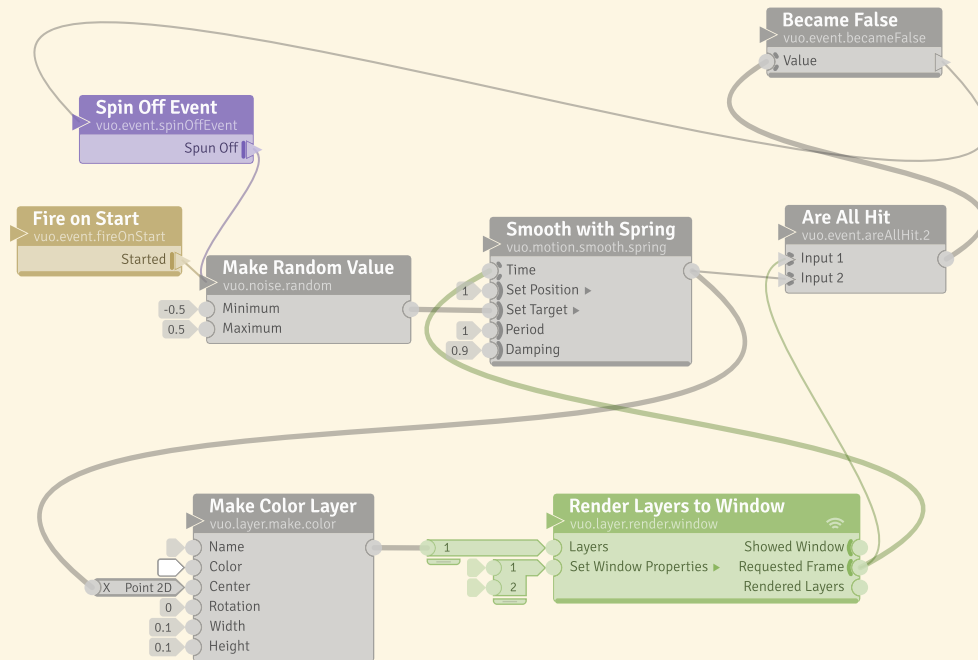 Became False
vuo.event.becameFalse
Value
Spin Off Event
vuo.event.spinOffEvent
Spun Off
Fire on Start
vuo.event.fireOnStart
Started
Make Random Value
vuo.noise.random
-0.5 Minimum
0.5 Maximum
Smooth with Spring
vuo.motion.smooth.spring
Time
1 Set Position ▸
Set Target ▸
1 Period
0.9 Damping
Are All Hit
vuo.event.areAllHit.2
Input 1
Input 2
Make Color Layer
vuo.layer.make.color
Name
Color
X Point 2D Center
0 Rotation
0.1 Width
0.1 Height
Render Layers to Window
vuo.layer.render.window
1 Layers Showed Window
1 Set Window Properties ▸ Requested Frame
2 Rendered Layers